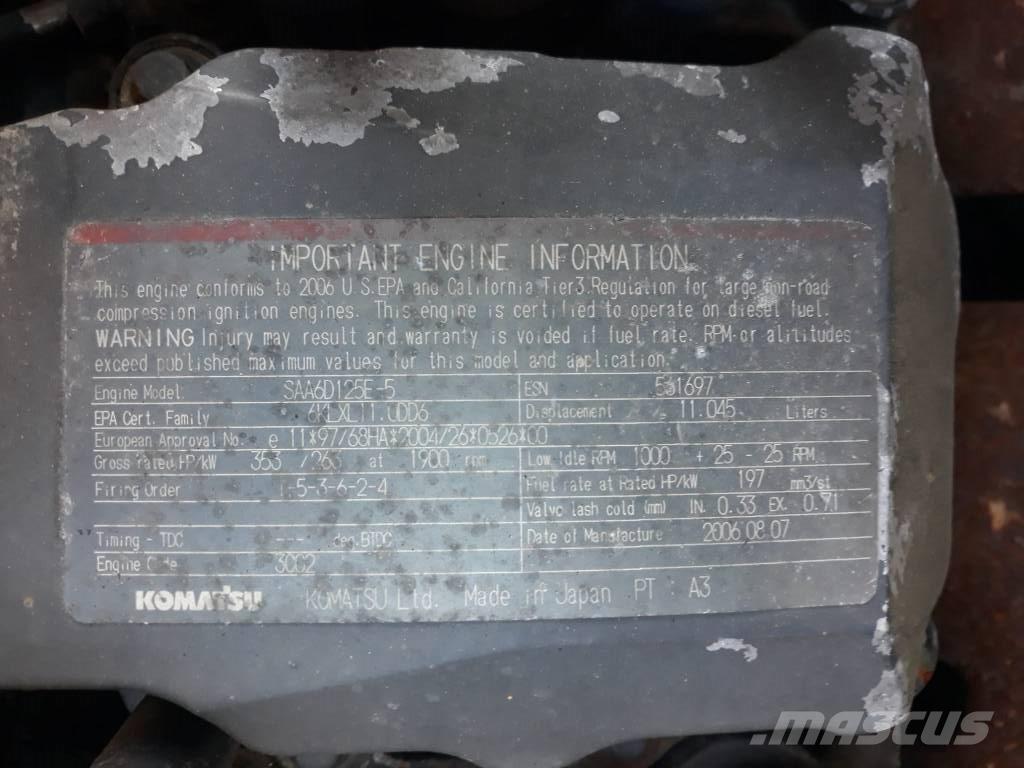 IMPORTANT ENGINE INFORMATION
This engine conforms to 2006 U.S.EPA and California Tier3.Regulation for large non-road
compression ignition engines. This engine is certified to operate on diesel fuel.
WARNING Injury may result and warranty is voided if fuel rate. RPM or altitudes
exceed published maximum values for this model and application.
Engine Model: SAA6D125E-5 ESN 531697
EPA Cert. Family 6KLXL11.0DD6 Displacement 11.045 Liters
European Approval No. e 11*97/68HA*2004/26*0526*00
Gross rated HP/kW 353 /263 at 1900 rpm Low Idle RPM 1000 + 25 - 25 RPM
Firing Order 1-5-3-6-2-4 Fuel rate at Rated HP/kW 197 mm3/st
Valve lash cold (mm) IN. 0.33 EX. 0.71
Timing - TDC --- deg.BTDC Date of Manufacture 2006.08.07
Engine Code
KOMATSU KOMATSU Ltd. Made in Japan PT : A3
mascus